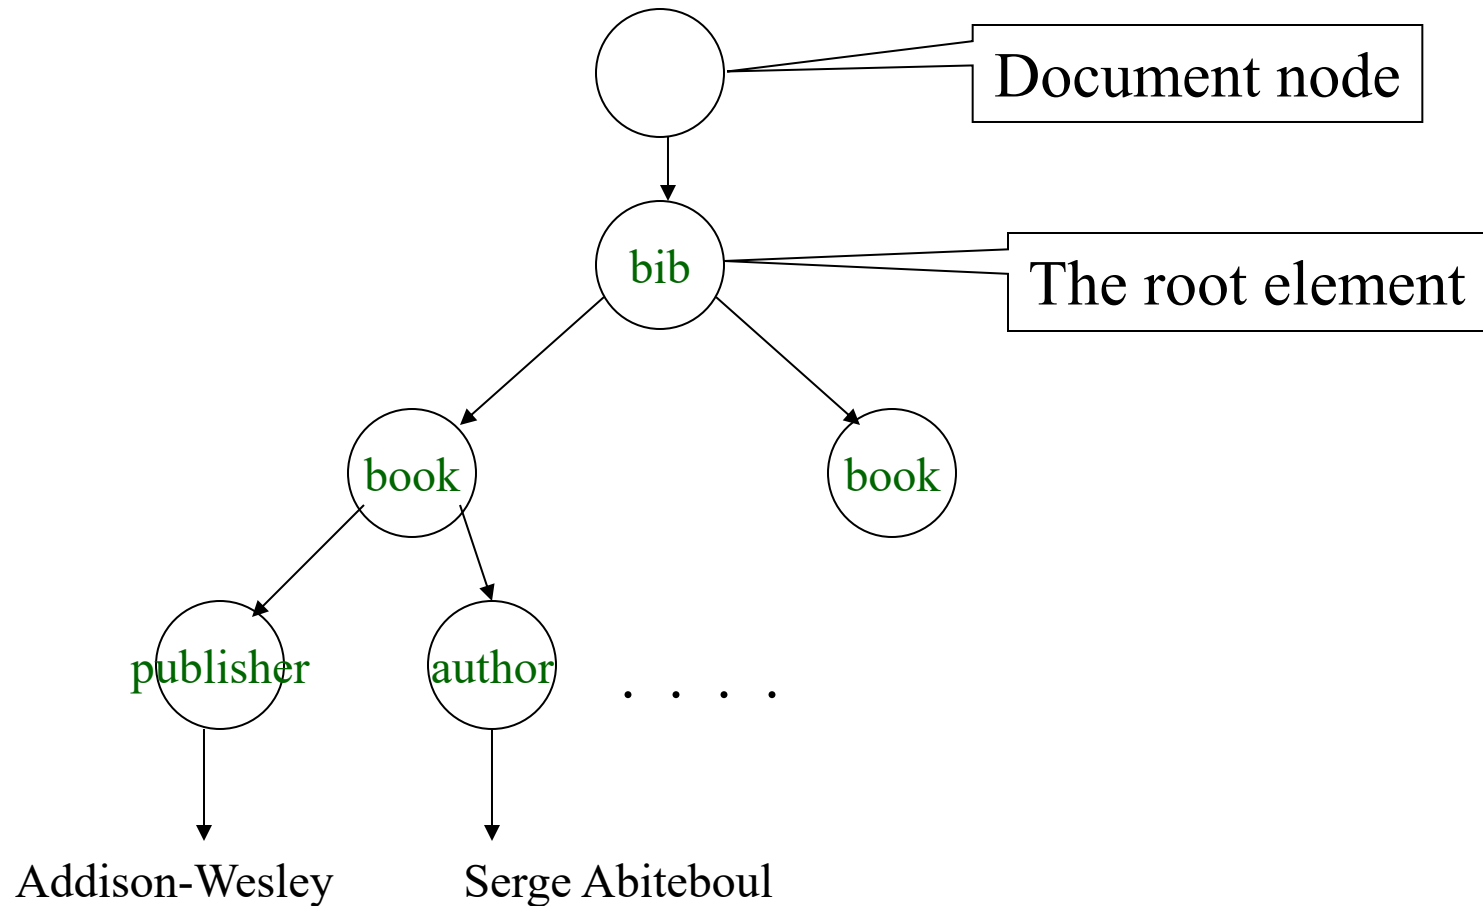 Document node
bib
The root element
book
book
publisher
author
. . . .
Addison-Wesley
Serge Abiteboul